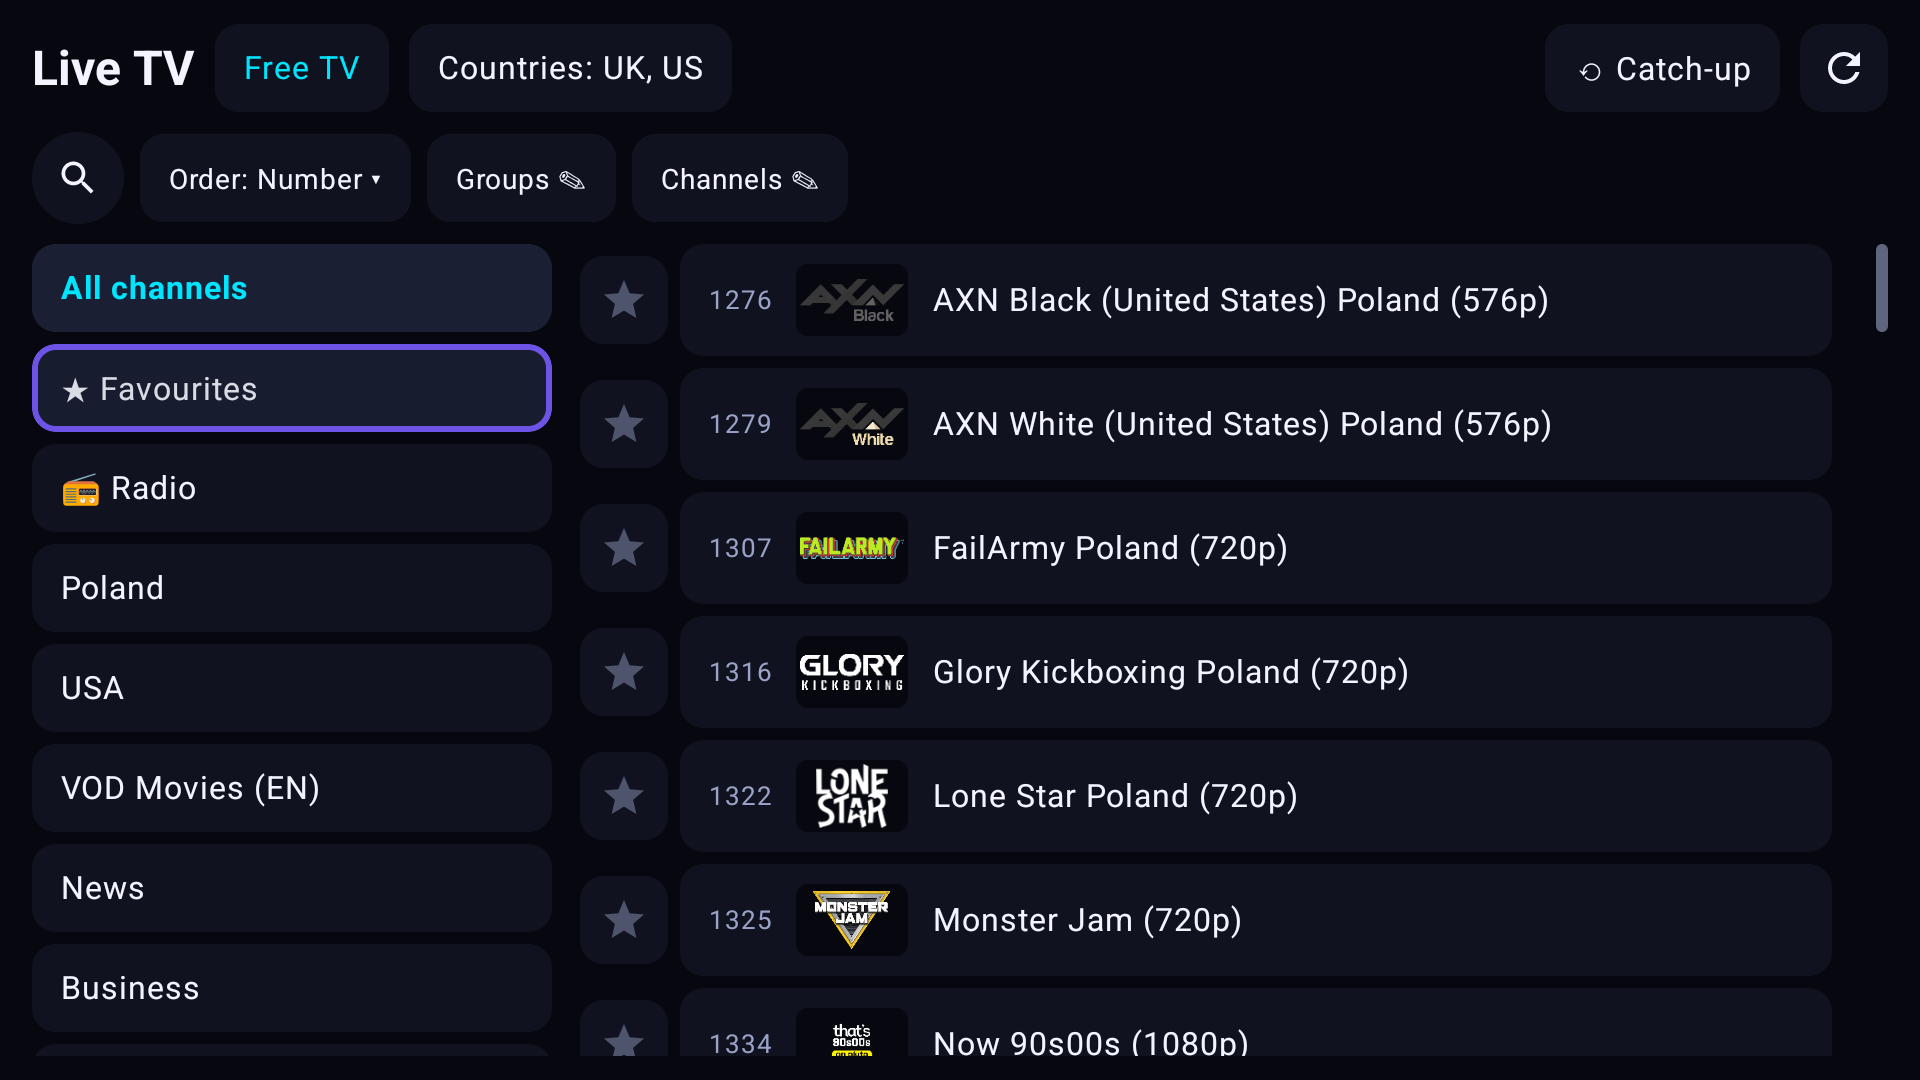 Live TV
Free TV
Countries: UK, US
Catch-up
Order: Number ▾
Groups ✎
Channels ✎
All channels
★ Favourites
Radio
Poland
USA
VOD Movies (EN)
News
Business
1276 AXN Black AXN Black (United States) Poland (576p)
1279 AXN White AXN White (United States) Poland (576p)
1307 FAILARMY FailArmy Poland (720p)
1316 GLORY KICKBOXING Glory Kickboxing Poland (720p)
1322 LONE STAR Lone Star Poland (720p)
1325 MONSTER JAM Monster Jam (720p)
1334 that's 90s00s Now 90s00s (1080p)